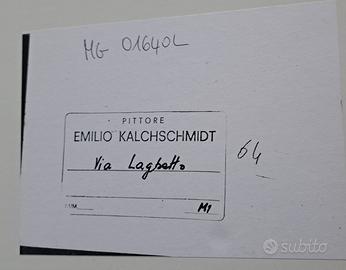 MG 01640L
PITTORE
EMILIO KALCHSCHMIDT
Via Laghetto
64
MI
subito